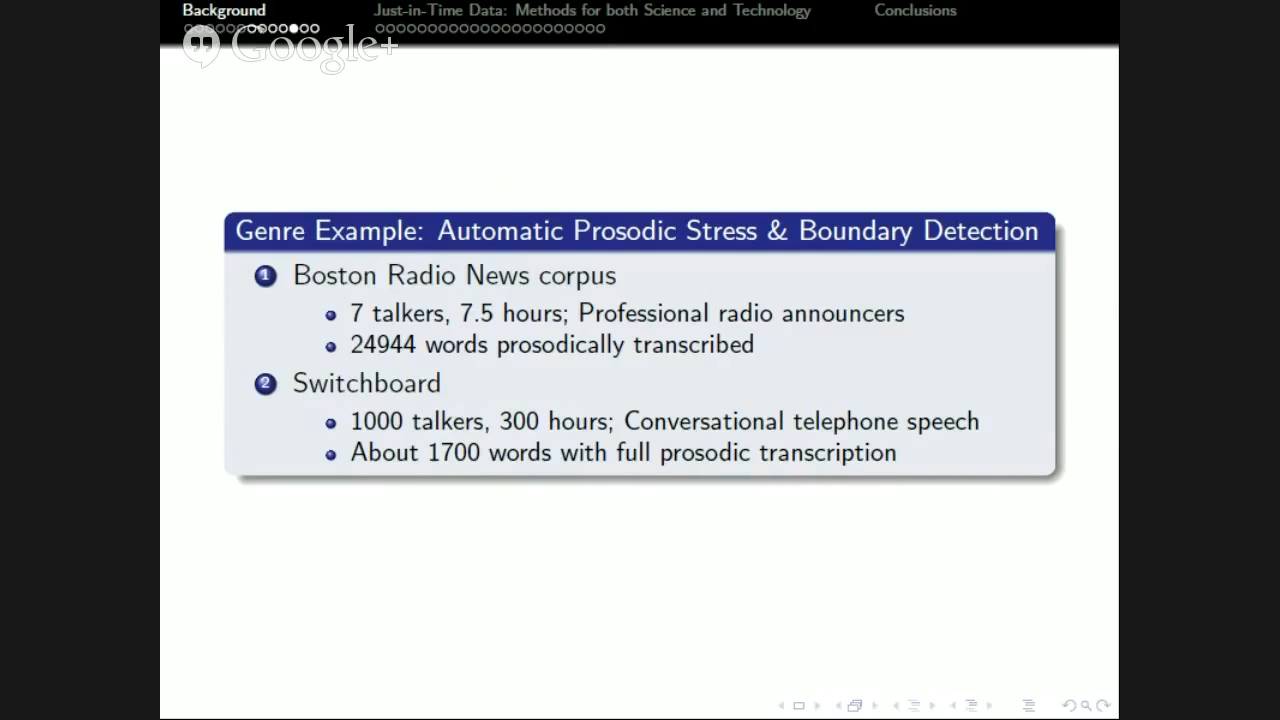 Background Just-in-Time Data: Methods for both Science and Technology Conclusions
Google+
Genre Example: Automatic Prosodic Stress & Boundary Detection
1 Boston Radio News corpus
7 talkers, 7.5 hours; Professional radio announcers
24944 words prosodically transcribed
2 Switchboard
1000 talkers, 300 hours; Conversational telephone speech
About 1700 words with full prosodic transcription